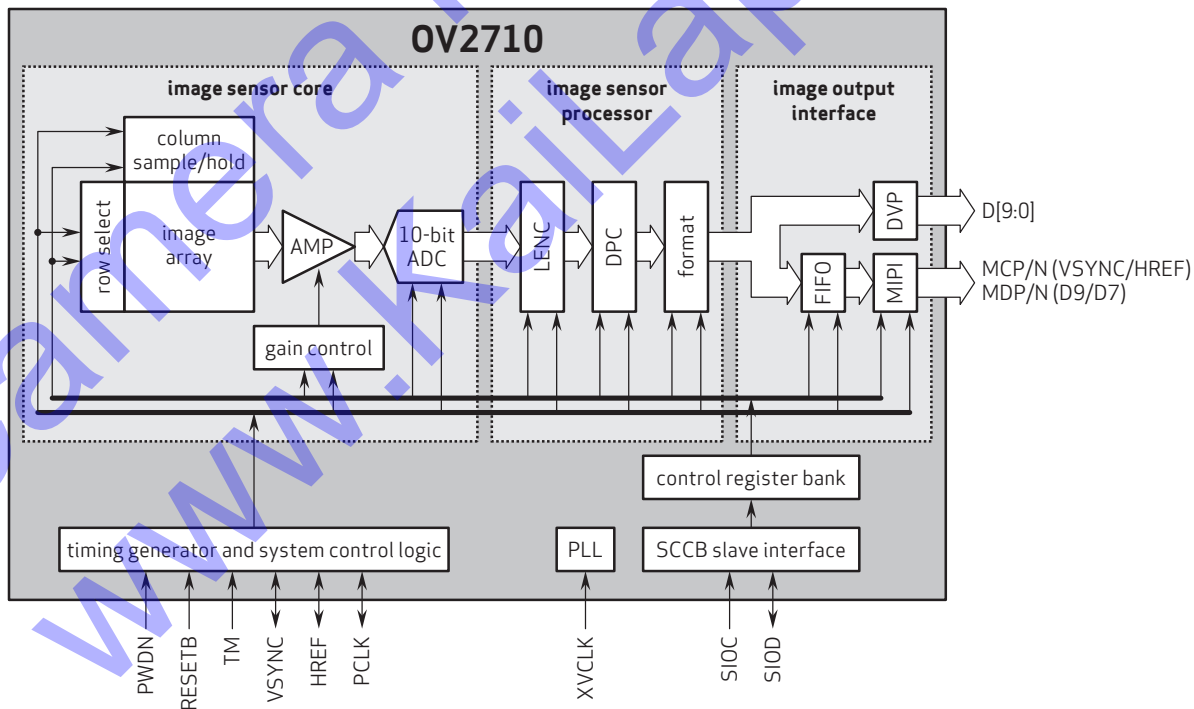 OV2710
image sensor core
image sensor
processor
image output
interface
column
sample/hold
row select
image
array
AMP
10-bit
ADC
gain control
LENC
DPC
format
DVP
FIFO
MIPI
D[9:0]
MCP/N (VSYNC/HREF)
MDP/N (D9/D7)
control register bank
timing generator and system control logic
PLL
SCCB slave interface
PWDN
RESETB
TM
VSYNC
HREF
PCLK
XVCLK
SIOC
SIOD
camera
www.KaiLap